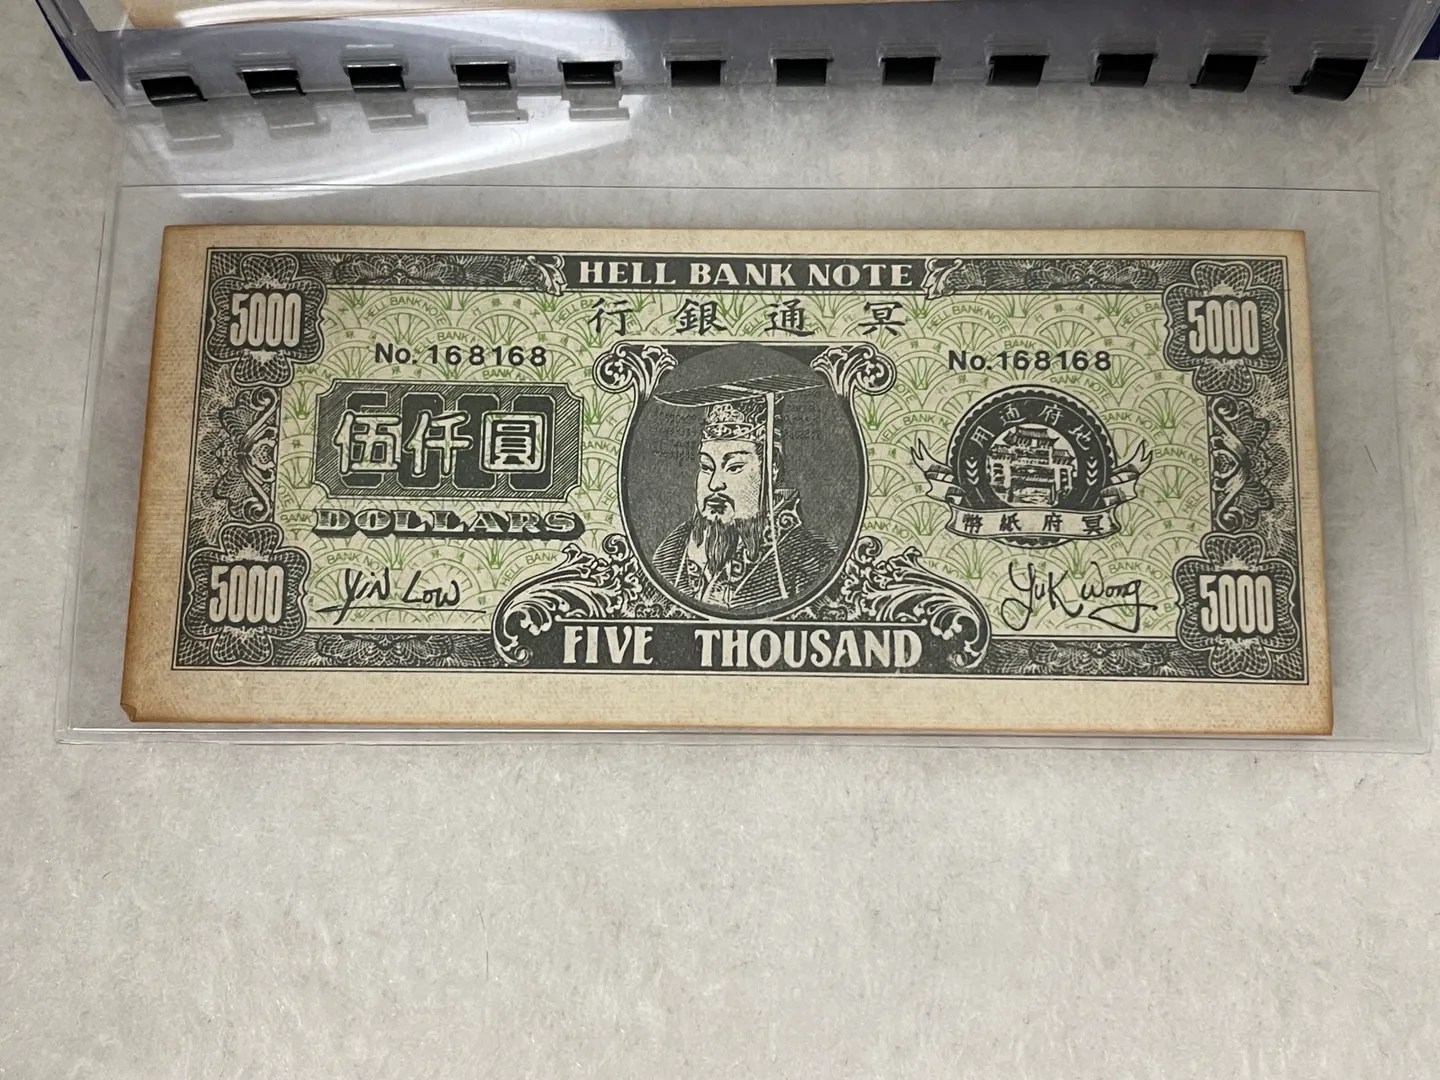 HELL BANK NOTE
行銀通冥
5000
5000
No. 168168
No. 168168
伍仟圓
5000
DOLLARS
用通府地
幣紙府冥
Yin Low
Yuk Wong
5000
5000
FIVE THOUSAND